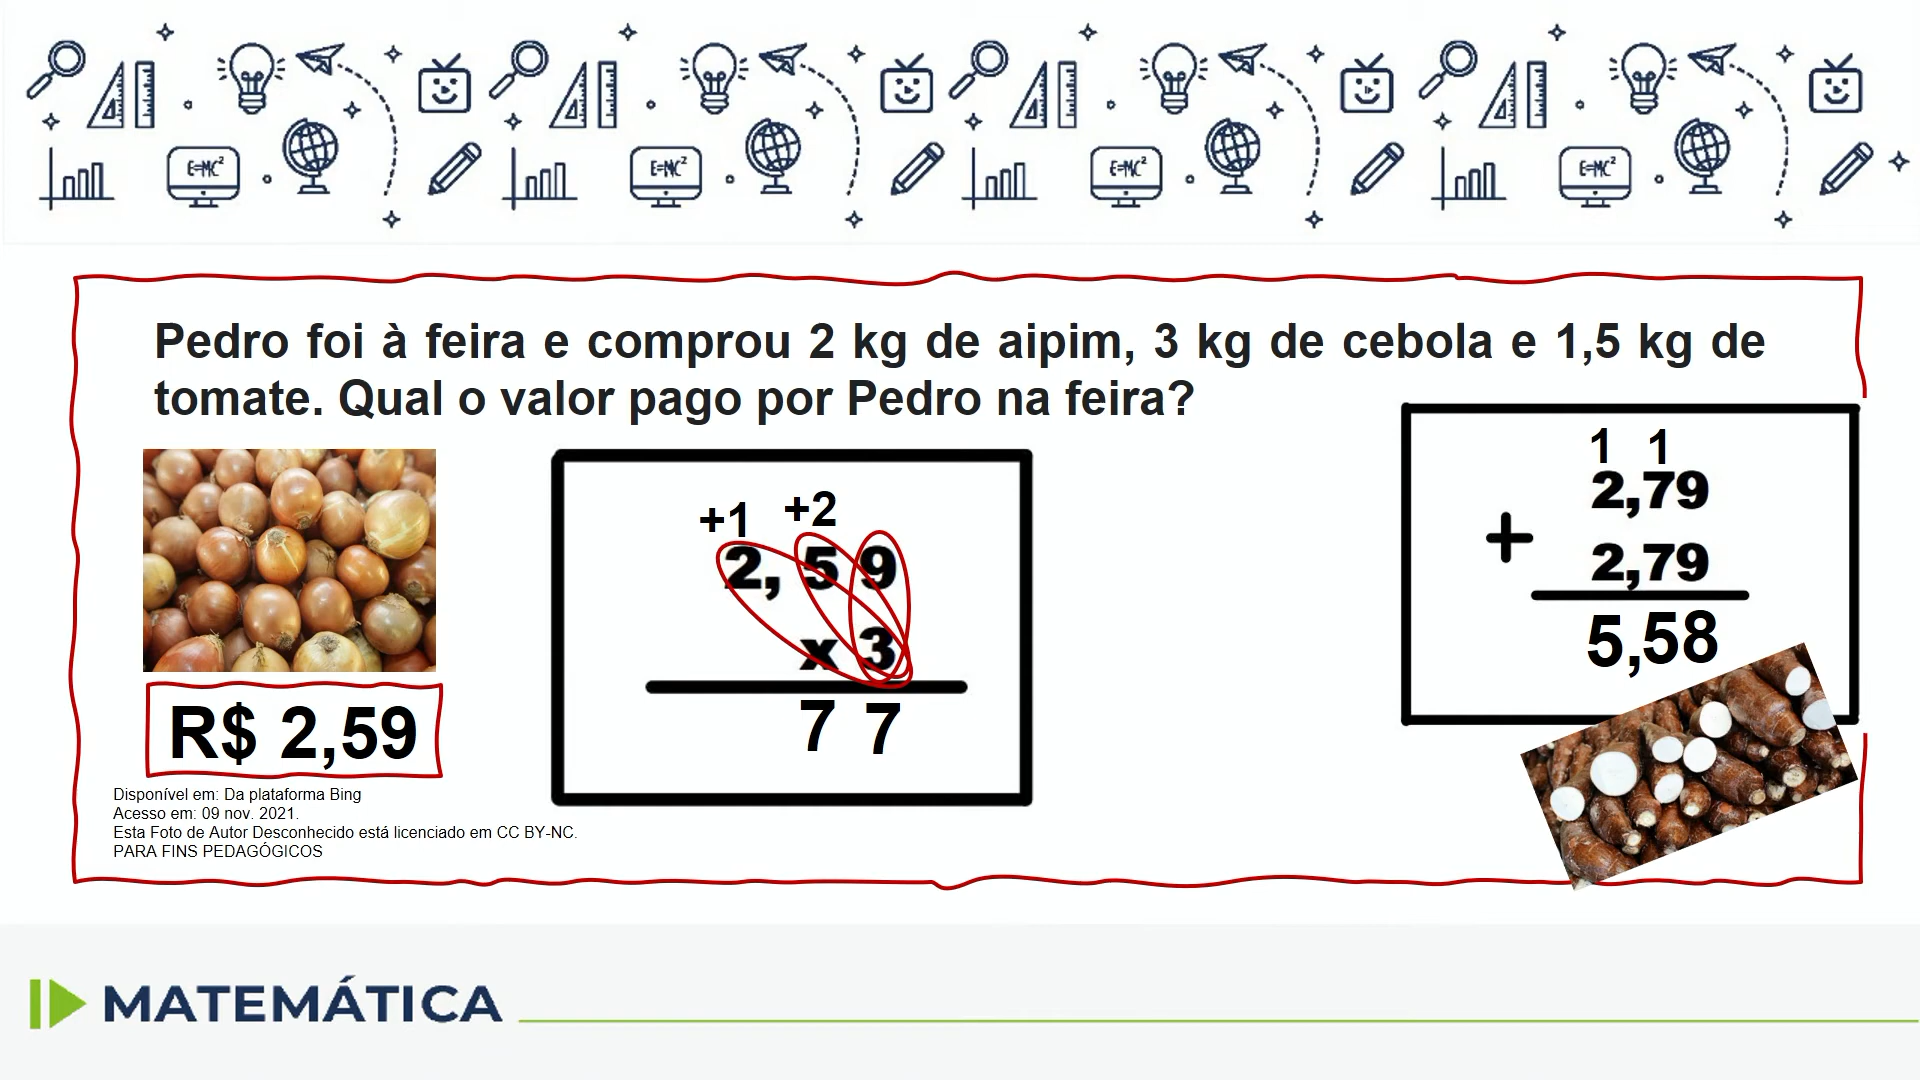 E=MC²
E=MC²
E=MC²
E=MC²
Pedro foi à feira e comprou 2 kg de aipim, 3 kg de cebola e 1,5 kg de
tomate. Qual o valor pago por Pedro na feira?
R$ 2,59
Disponível em: Da plataforma Bing
Acesso em: 09 nov. 2021.
Esta Foto de Autor Desconhecido está licenciado em CC BY-NC.
PARA FINS PEDAGÓGICOS
+1 +2
2,59
x 3
7 7
1 1
2,79
+
2,79
5,58
MATEMÁTICA